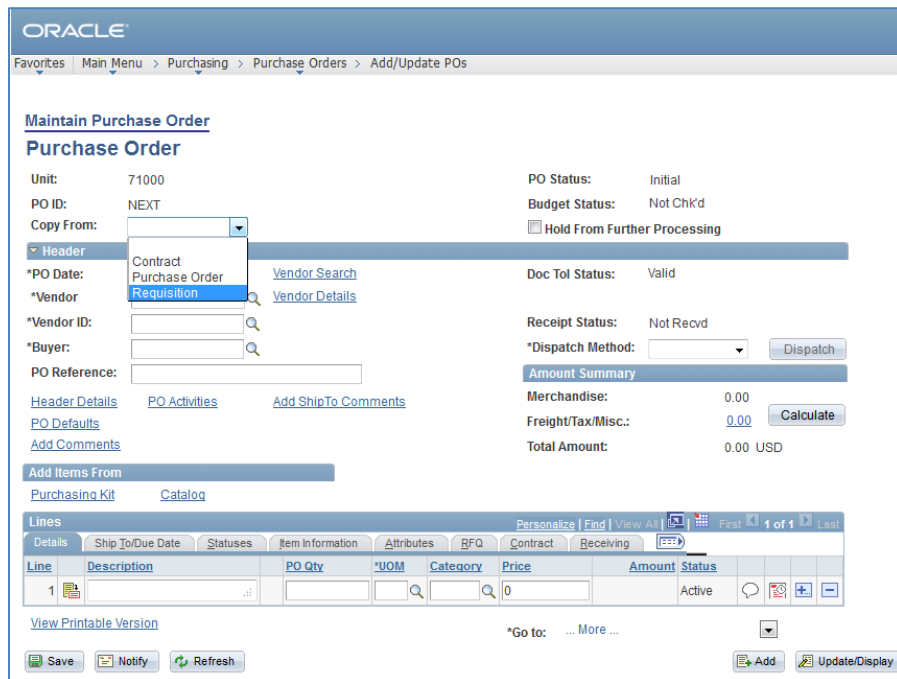 ORACLE
Favorites Main Menu > Purchasing > Purchase Orders > Add/Update POs
Maintain Purchase Order
Purchase Order
Unit: 71000 PO Status: Initial
PO ID: NEXT Budget Status: Not Chk'd
Copy From: Hold From Further Processing
Header
Contract
*PO Date: Purchase Order Vendor Search Doc Tol Status: Valid
*Vendor Requisition Vendor Details
*Vendor ID: Receipt Status: Not Recvd
*Buyer: *Dispatch Method: Dispatch
PO Reference: Amount Summary
Header Details PO Activities Add ShipTo Comments Merchandise: 0.00
PO Defaults Freight/Tax/Misc.: 0.00 Calculate
Add Comments Total Amount: 0.00 USD
Add Items From
Purchasing Kit Catalog
Lines Personalize | Find | View All | First 1 of 1 Last
Details Ship To/Due Date Statuses Item Information Attributes RFQ Contract Receiving
Line Description PO Qty *UOM Category Price Amount Status
1 0 Active
View Printable Version *Go to: ... More ...
Save Notify Refresh Add Update/Display